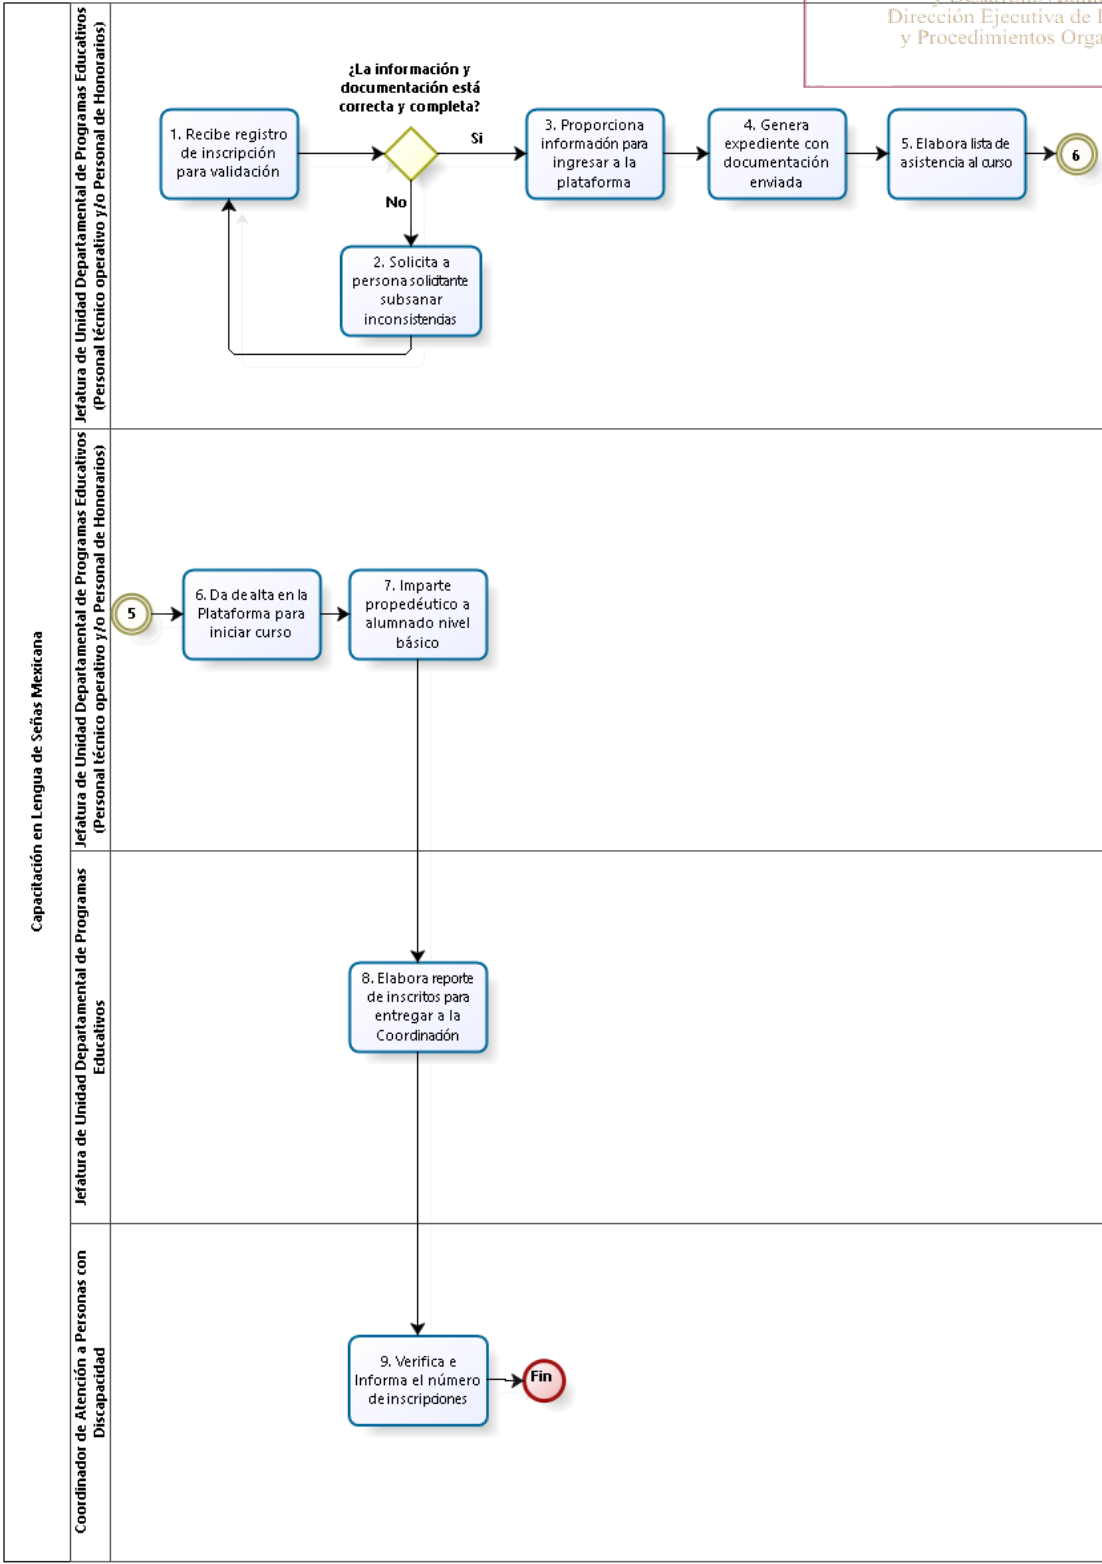 Dirección Ejecutiva de
y Procedimientos
Capacitación en Lengua de Señas Mexicana
Jefatura de Unidad Departamental de Programas Educativos
(Personal técnico operativo y/o Personal de Honorarios)
1. Recibe registro
de inscripción
para validación
¿La información y
documentación está
correcta y completa?
Si
No
2. Solicita a
persona solicitante
subsanar
inconsistencias
3. Proporciona
información para
ingresar a la
plataforma
4. Genera
expediente con
documentación
enviada
5. Elabora lista de
asistencia al curso
6
Jefatura de Unidad Departamental de Programas Educativos
(Personal técnico operativo y/o Personal de Honorarios)
5
6. Da de alta en la
Plataforma para
iniciar curso
7. Imparte
propedéutico a
alumnado nivel
básico
Jefatura de Unidad Departamental de Programas
Educativos
8. Elabora reporte
de inscritos para
entregar a la
Coordinación
Coordinador de Atención a Personas con
Discapacidad
9. Verifica e
Informa el número
de inscripciones
Fin